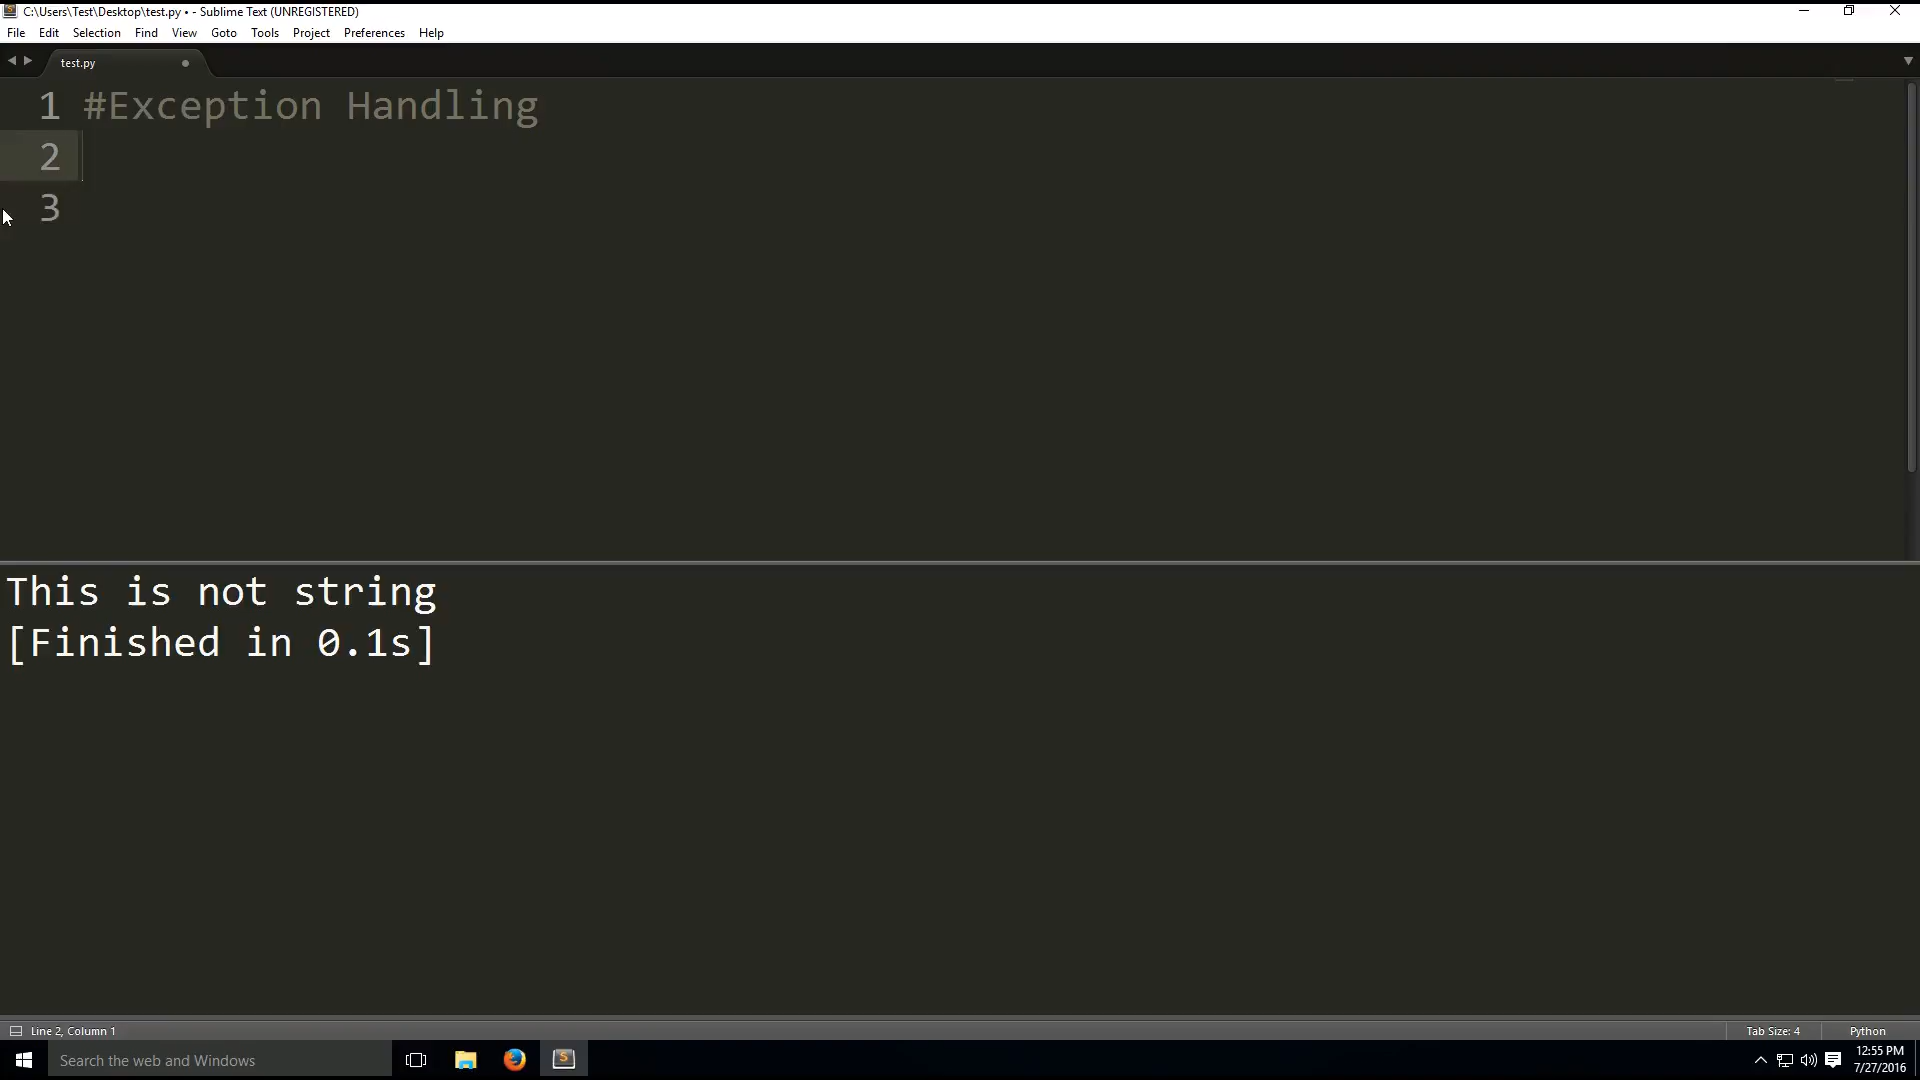 C:\Users\Test\Desktop\test.py • - Sublime Text (UNREGISTERED)
File Edit Selection Find View Goto Tools Project Preferences Help
test.py
1 #Exception Handling
2
3
This is not string
[Finished in 0.1s]
Line 2, Column 1 Tab Size: 4 Python
Search the web and Windows
12:55 PM
7/27/2016